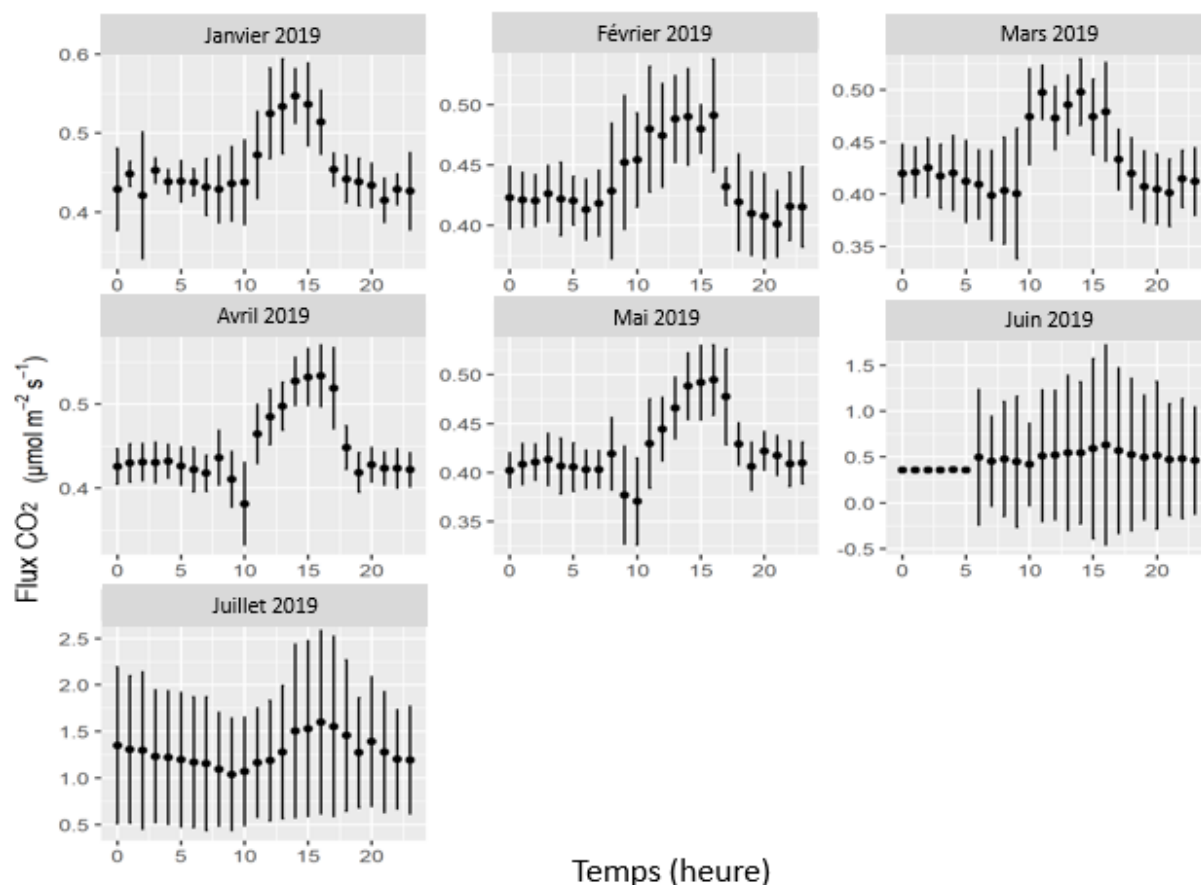 Janvier 2019
Février 2019
Mars 2019
0.6
0.5
0.4
0.50
0.45
0.40
0.50
0.45
0.40
0.35
0 5 10 15 20
0 5 10 15 20
0 5 10 15 20
Avril 2019
Mai 2019
Juin 2019
0.5
0.4
0.50
0.45
0.40
0.35
1.5
1.0
0.5
0.0
-0.5
0 5 10 15 20
0 5 10 15 20
0 5 10 15 20
Flux CO₂ (µmol m⁻² s⁻¹)
Juillet 2019
2.5
2.0
1.5
1.0
0.5
0 5 10 15 20
Temps (heure)